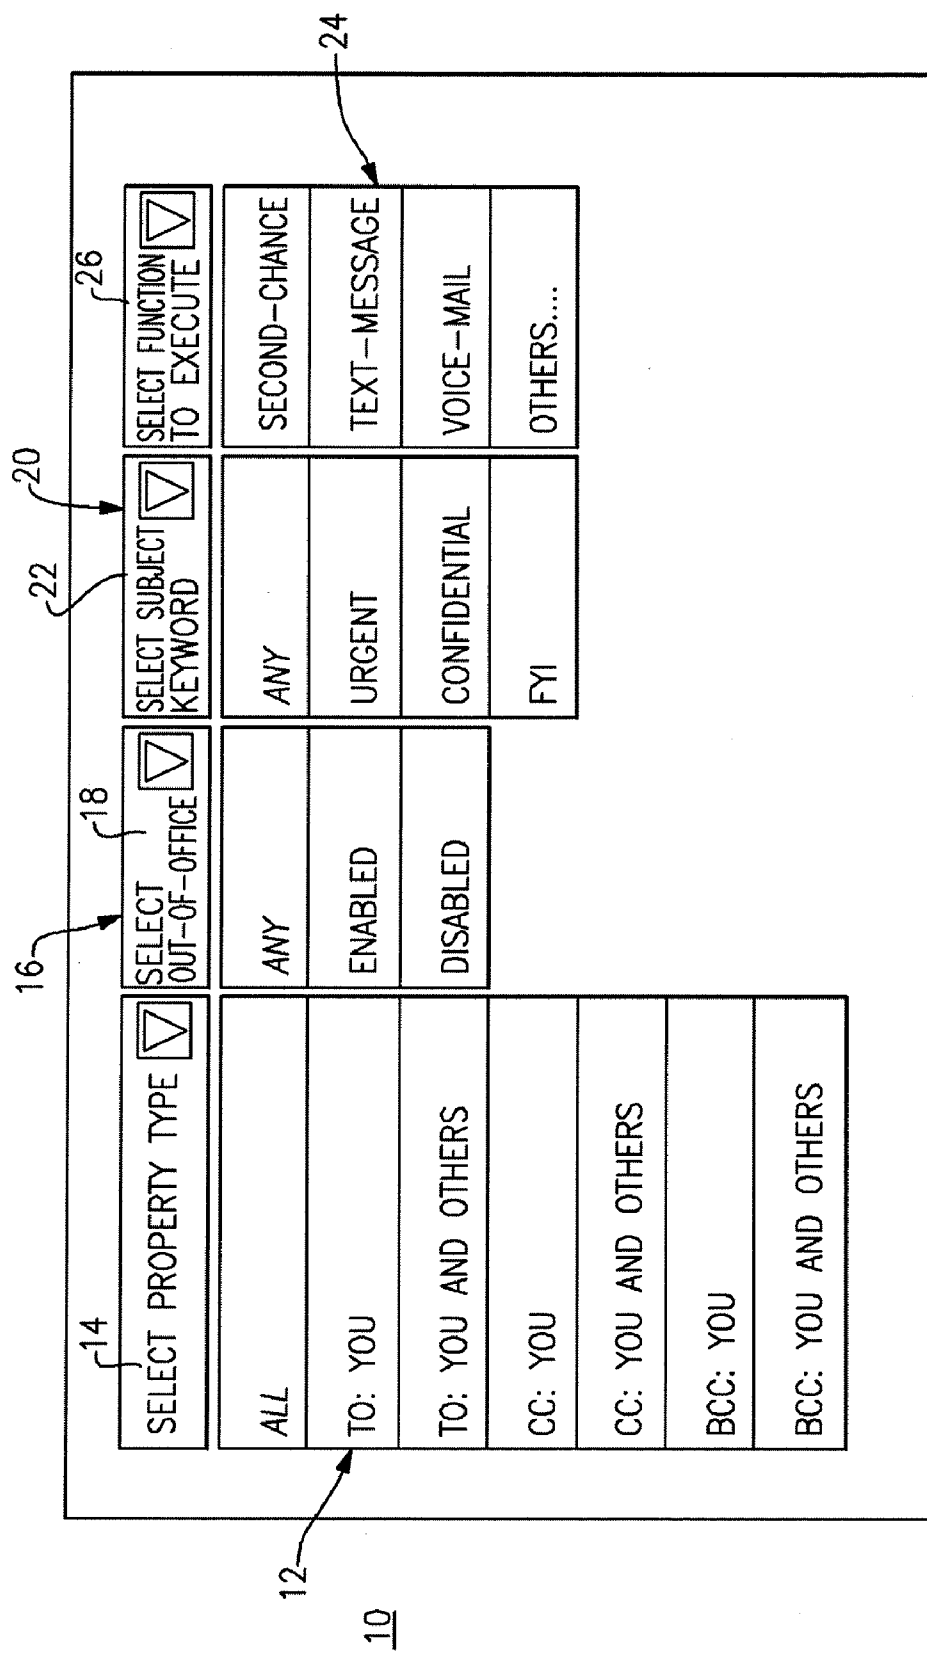 10
12
14
16
18
20
22
24
26
SELECT PROPERTY TYPE
ALL
TO: YOU
TO: YOU AND OTHERS
CC: YOU
CC: YOU AND OTHERS
BCC: YOU
BCC: YOU AND OTHERS
SELECT
OUT-OF-OFFICE
ANY
ENABLED
DISABLED
SELECT SUBJECT
KEYWORD
ANY
URGENT
CONFIDENTIAL
FYI
SELECT FUNCTION
TO EXECUTE
SECOND-CHANCE
TEXT-MESSAGE
VOICE-MAIL
OTHERS....